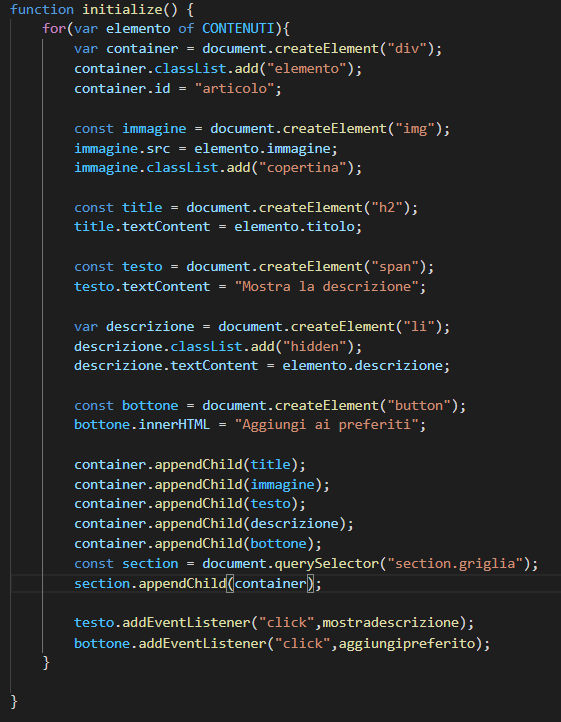 function initialize() {
    for(var elemento of CONTENUTI){
        var container = document.createElement("div");
        container.classList.add("elemento");
        container.id = "articolo";

        const immagine = document.createElement("img");
        immagine.src = elemento.immagine;
        immagine.classList.add("copertina");

        const title = document.createElement("h2");
        title.textContent = elemento.titolo;

        const testo = document.createElement("span");
        testo.textContent = "Mostra la descrizione";

        var descrizione = document.createElement("li");
        descrizione.classList.add("hidden");
        descrizione.textContent = elemento.descrizione;

        const bottone = document.createElement("button");
        bottone.innerHTML = "Aggiungi ai preferiti";

        container.appendChild(title);
        container.appendChild(immagine);
        container.appendChild(testo);
        container.appendChild(descrizione);
        container.appendChild(bottone);
        const section = document.querySelector("section.griglia");
        section.appendChild(container);

        testo.addEventListener("click",mostradescrizione);
        bottone.addEventListener("click",aggiungipreferito);
    }

}